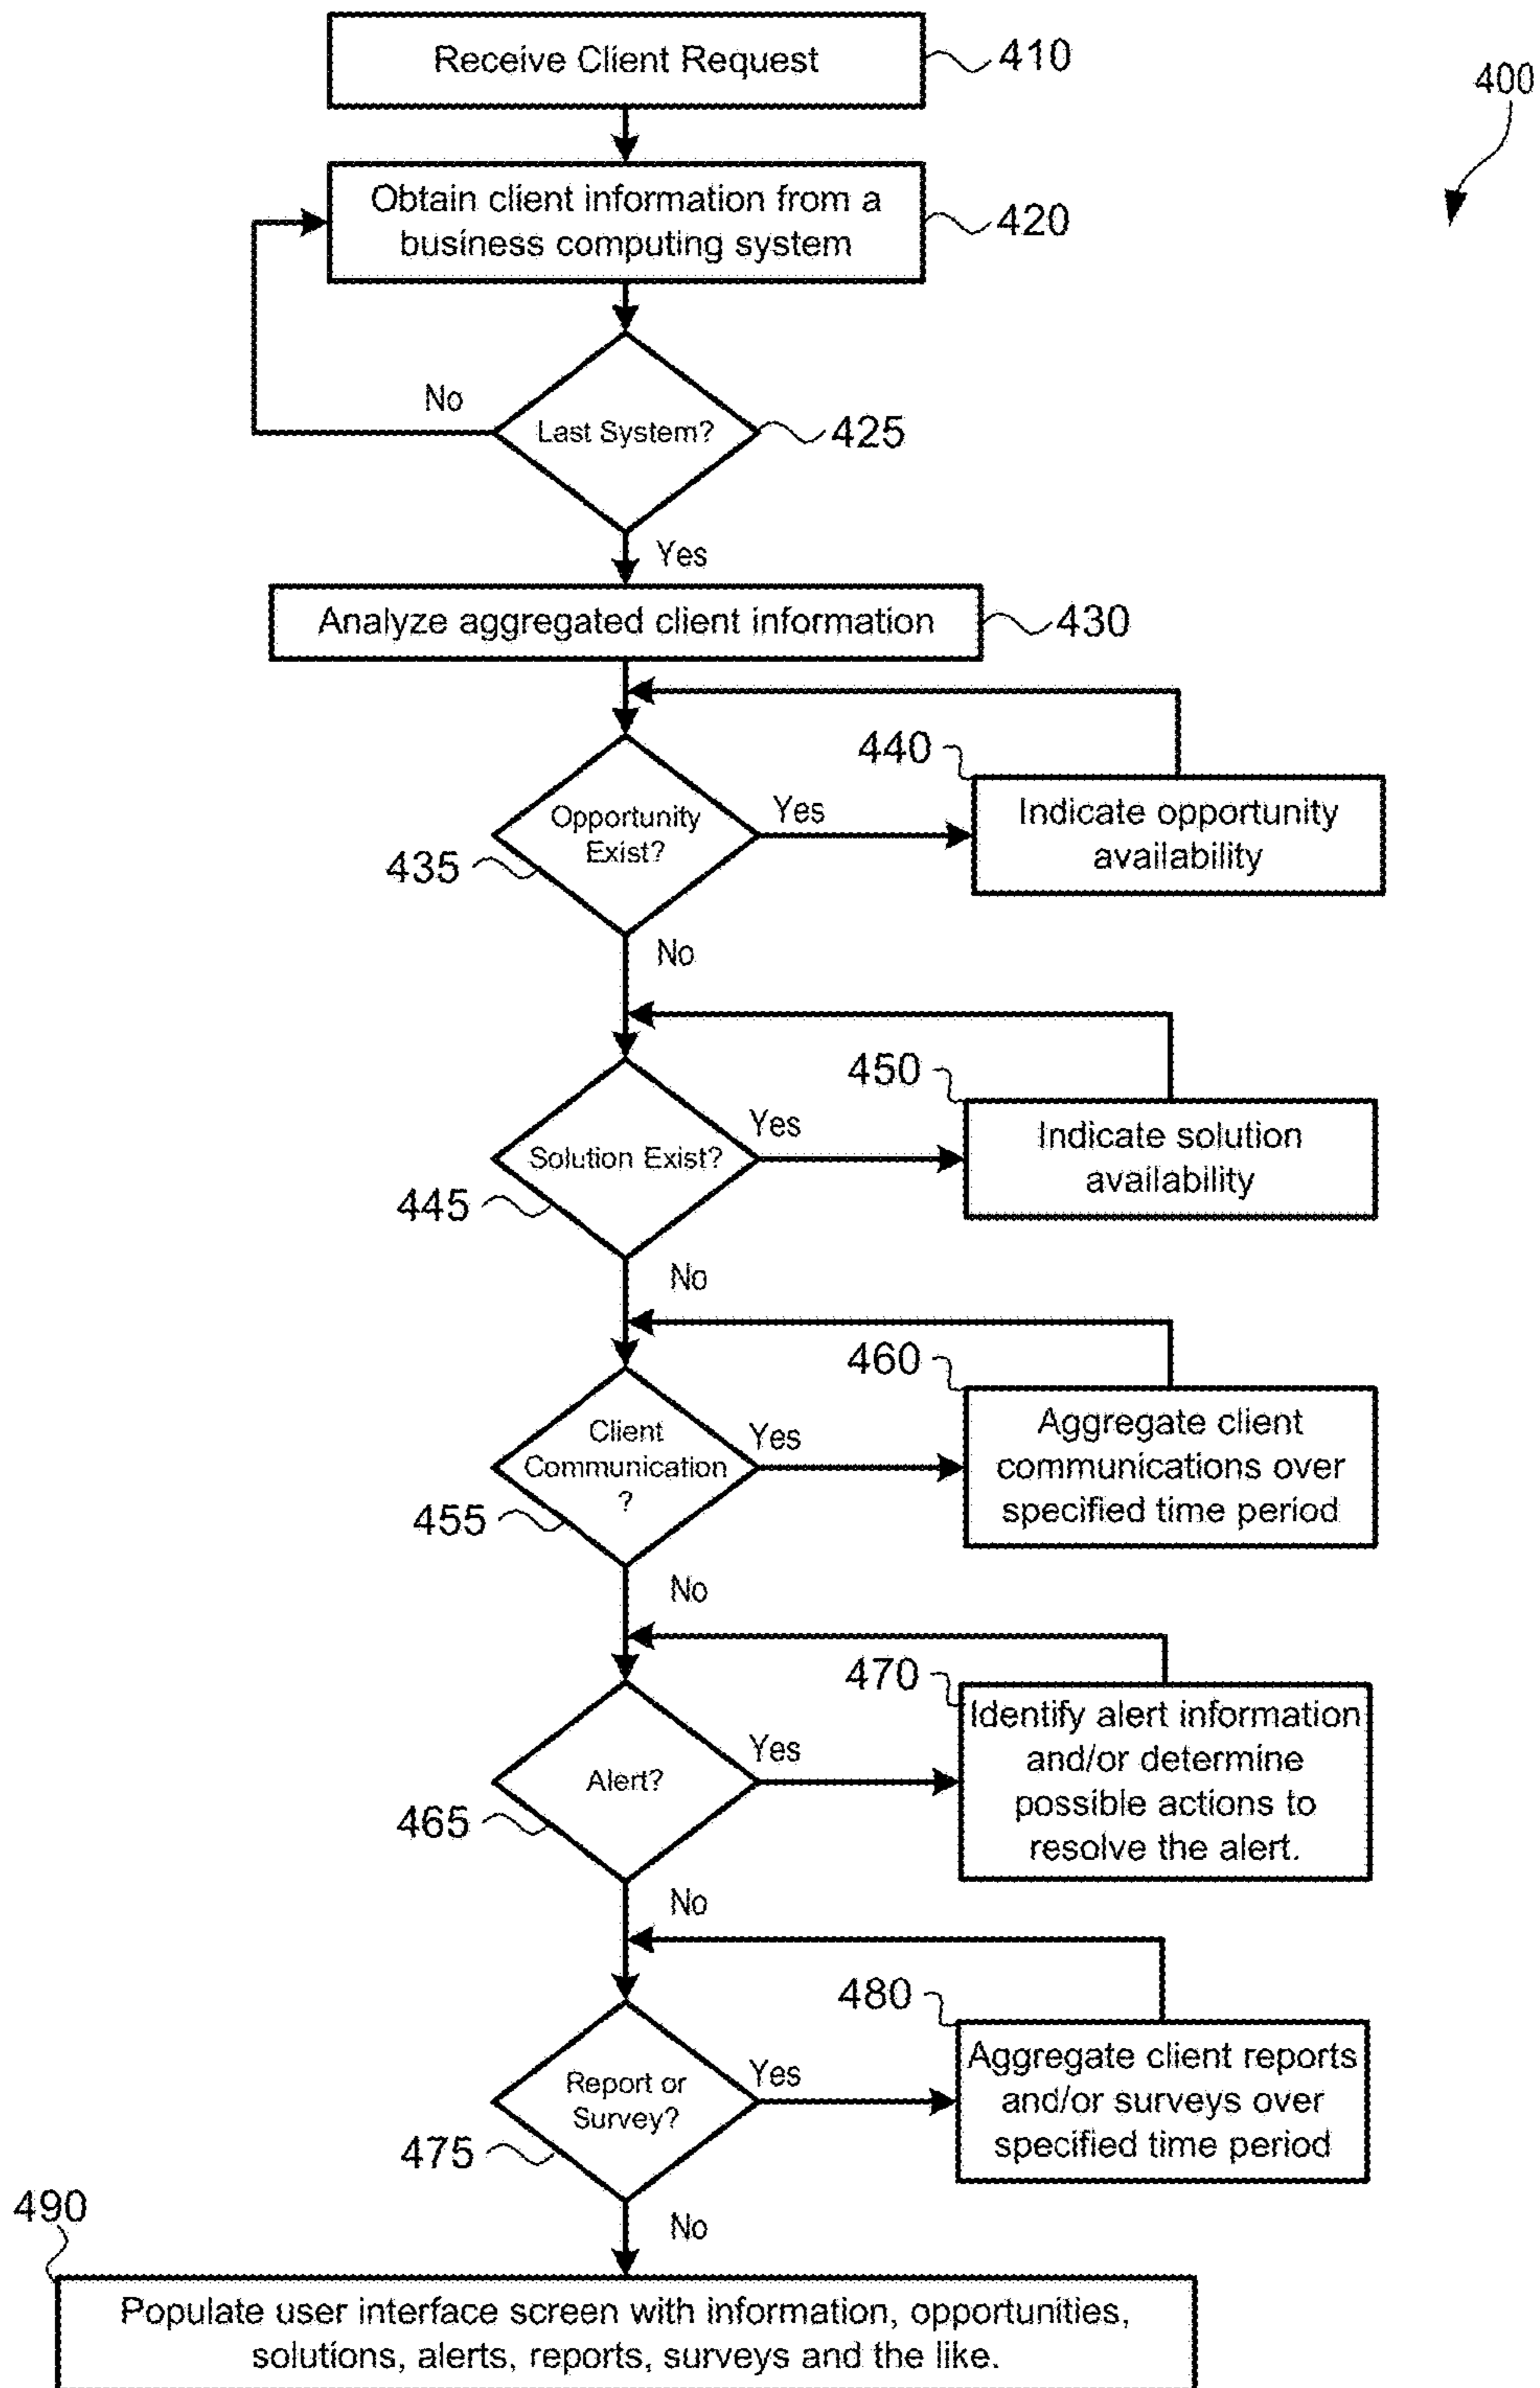 Receive Client Request
410
400
Obtain client information from a
business computing system
420
No
Last System?
425
Yes
Analyze aggregated client information
430
440
Opportunity
Exist?
Yes
Indicate opportunity
availability
435
No
450
Solution Exist?
Yes
Indicate solution
availability
445
No
460
Client
Communication
?
Yes
Aggregate client
communications over
specified time period
455
No
470
Alert?
Yes
Identify alert information
and/or determine
possible actions to
resolve the alert.
465
No
480
Report or
Survey?
Yes
Aggregate client reports
and/or surveys over
specified time period
475
No
490
Populate user interface screen with information, opportunities,
solutions, alerts, reports, surveys and the like.